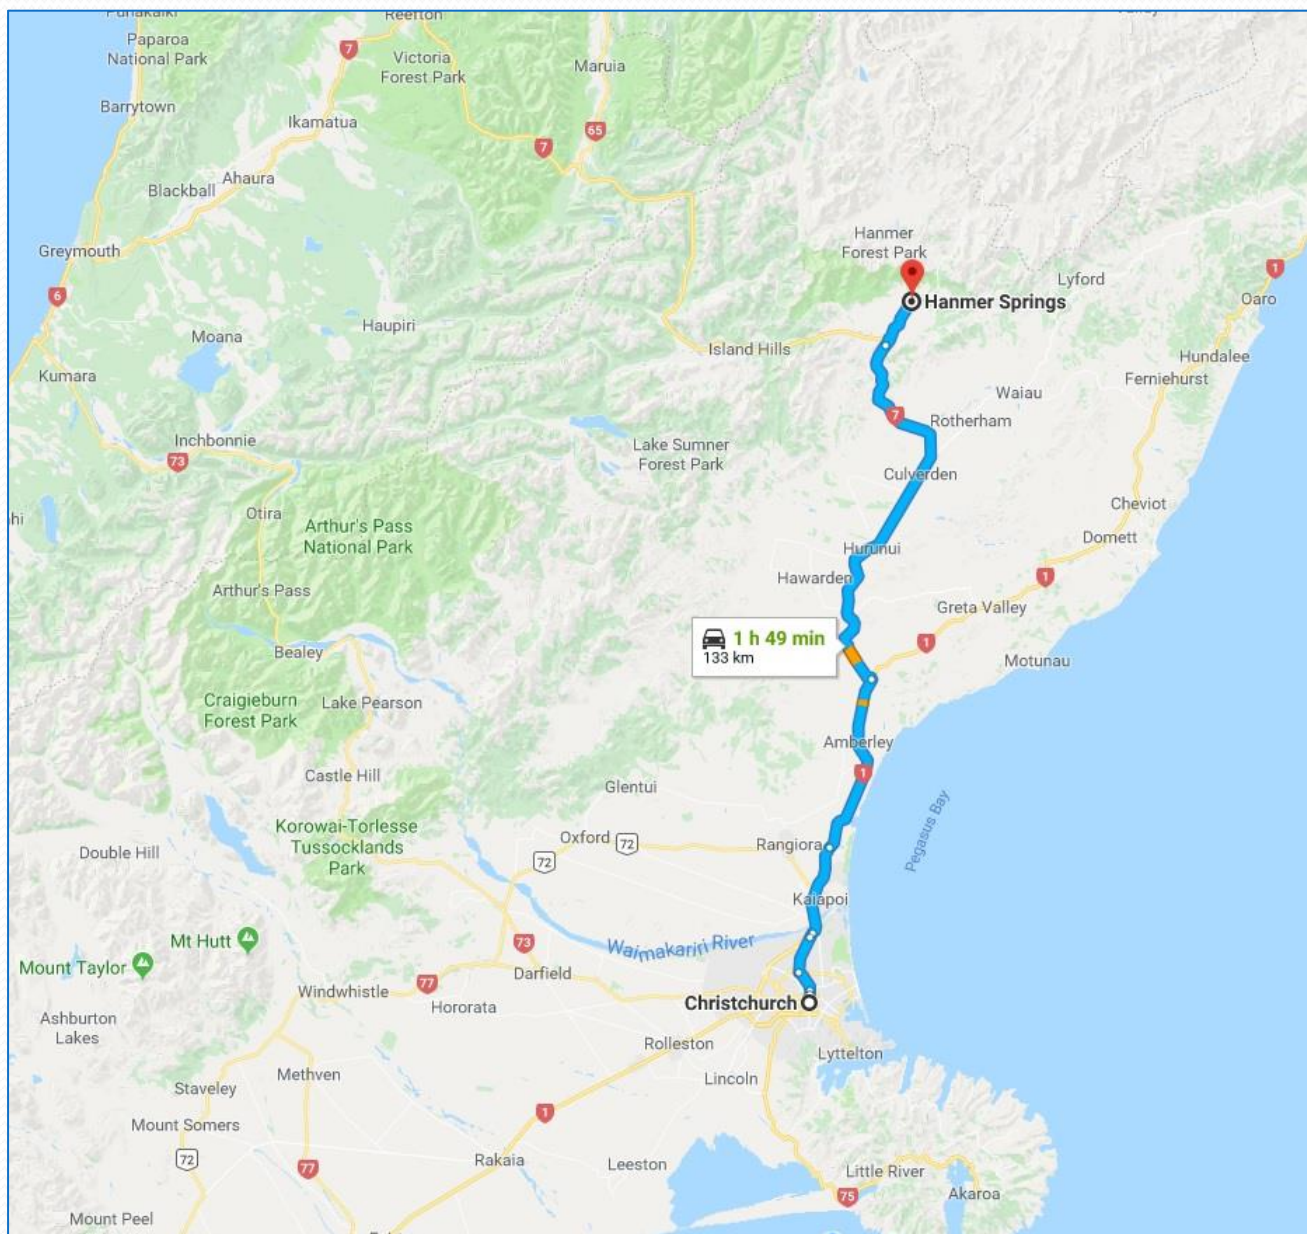 Punakaiki
Reefton
Valley
Paparoa
National Park
7
Victoria
Forest Park
Maruia
Barrytown
Ikamatua
65
7
Ahaura
Blackball
Greymouth
Hanmer
Forest Park
1
Lyford
6
Hanmer Springs
Oaro
Haupiri
Moana
Island Hills
Hundalee
Kumara
Ferniehurst
Waiau
7
Rotherham
Inchbonnie
73
Lake Sumner
Forest Park
Culverden
Cheviot
Otira
Arthur's Pass
National Park
Domett
Hurunui
Hawarden
1
Arthur's Pass
Greta Valley
1 h 49 min
133 km
1
Bealey
Motunau
Craigieburn
Forest Park
Lake Pearson
Amberley
Castle Hill
1
Glentui
Pegasus Bay
Korowai-Torlesse
Tussocklands
Park
Oxford
72
Rangiora
Double Hill
72
Kaiapoi
Mt Hutt
73
Waimakariri River
Mount Taylor
Darfield
77
Windwhistle
Hororata
Christchurch
Ashburton
Lakes
Rolleston
Lyttelton
Methven
Lincoln
Staveley
1
Mount Somers
72
77
Rakaia
Leeston
Little River
75
Akaroa
Mount Peel